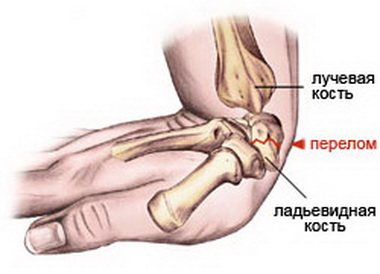 лучевая
кость
перелом
ладьевидная
кость